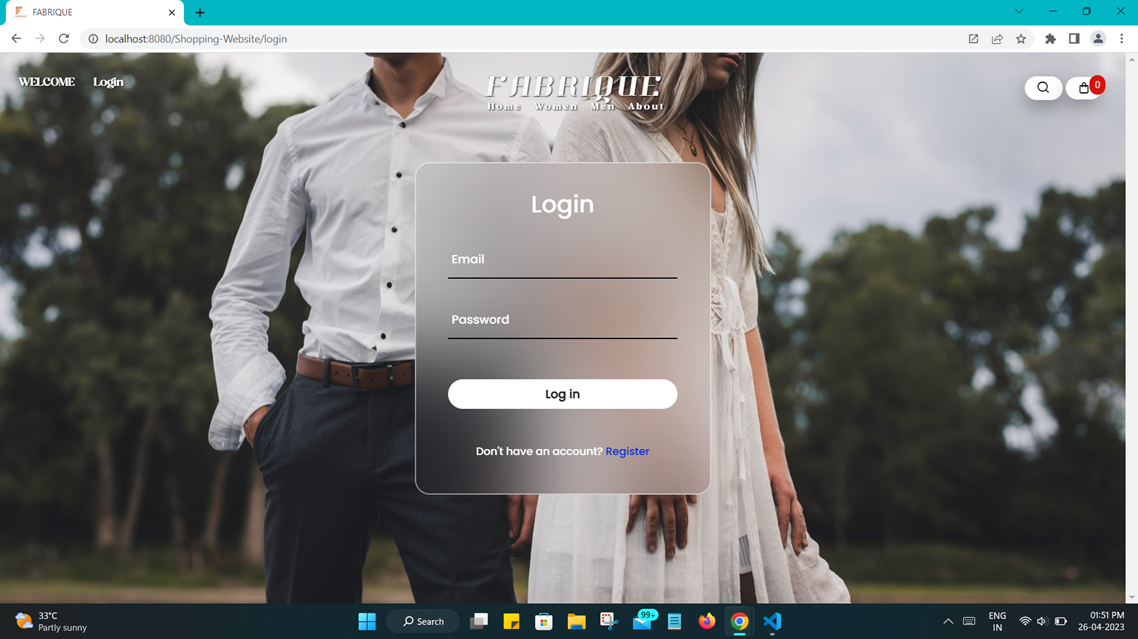 FABRIQUE
localhost:8080/Shopping-Website/login
WELCOME Login
FABRIQUE
Home Women Men About
0
Login
Email
Password
Log in
Don't have an account? Register
33°C
Partly sunny
Search
99+
ENG
IN
01:51 PM
26-04-2023